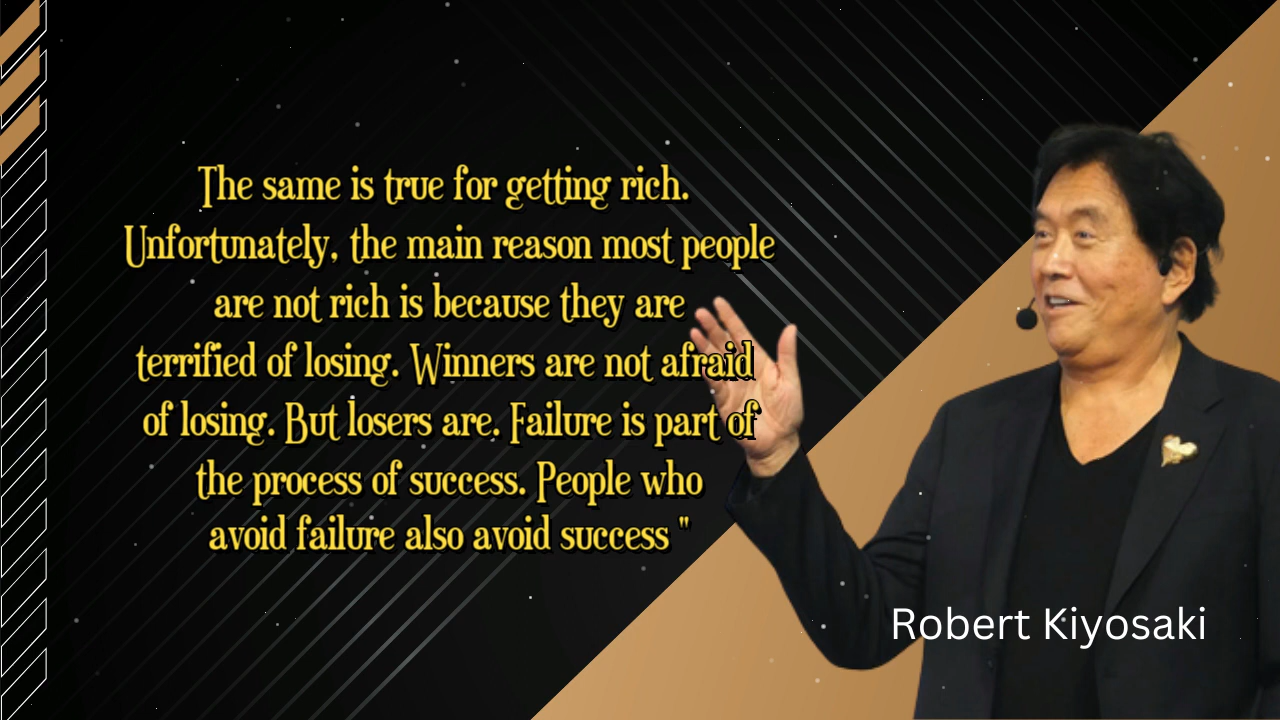 The same is true for getting rich.
Unfortunately, the main reason most people
are not rich is because they are
terrified of losing. Winners are not afraid
of losing. But losers are. Failure is part of
the process of success. People who
avoid failure also avoid success "
Robert Kiyosaki